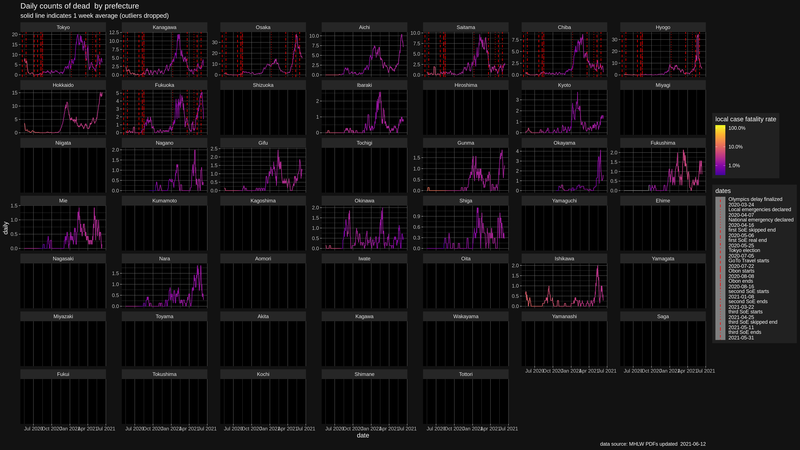 Daily counts of dead by prefecture
solid line indicates 1 week average (outliers dropped)
Tokyo Kanagawa Osaka Aichi Saitama Chiba Hyogo
Hokkaido Fukuoka Shizuoka Ibaraki Hiroshima Kyoto Miyagi
Niigata Nagano Gifu Tochigi Gunma Okayama Fukushima
Mie Kumamoto Kagoshima Okinawa Shiga Yamaguchi Ehime
Nagasaki Nara Aomori Iwate Oita Ishikawa Yamagata
Miyazaki Toyama Akita Kagawa Wakayama Yamanashi Saga
Fukui Tokushima Kochi Shimane Tottori
daily
Jul 2020 Oct 2020 Jan 2021 Apr 2021 Jul 2021
date
local case fatality rate
100.0%
10.0%
1.0%
dates
Olympics delay finalized
2020-03-24
Local emergencies declared
2020-04-07
National emergency declared
2020-04-16
first SoE skipped end
2020-05-06
first SoE real end
2020-05-25
Tokyo election
2020-07-05
GoTo Travel starts
2020-07-22
Obon starts
2020-08-08
Obon ends
2020-08-16
second SoE starts
2021-01-08
second SoE ends
2021-03-22
third SoE starts
2021-04-25
third SoE skipped end
2021-05-11
third SoE ends
2021-05-31
data source: MHLW PDFs updated 2021-06-12